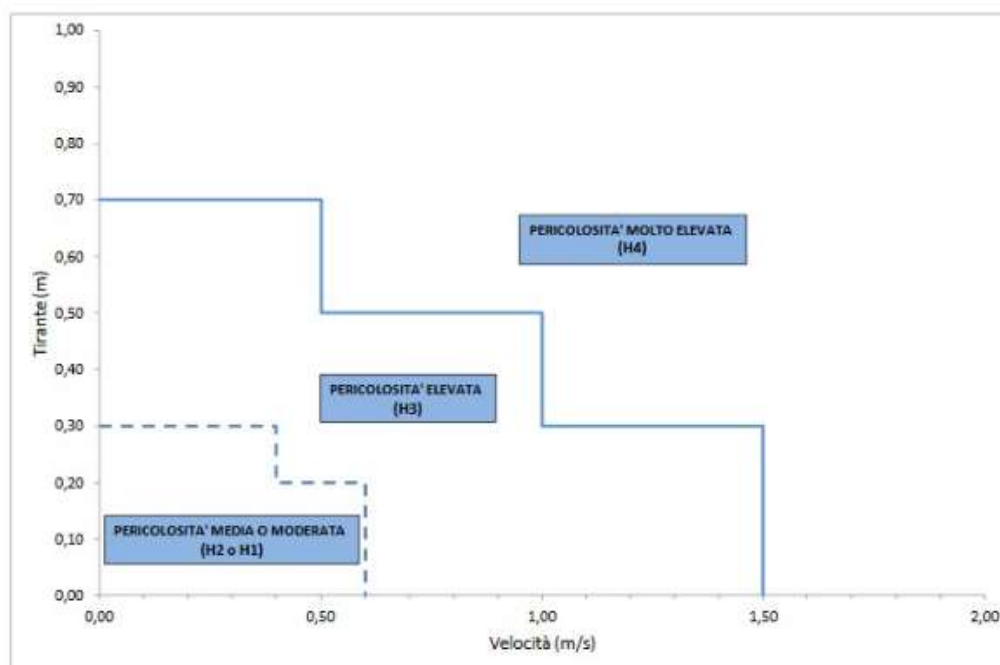 1,00
0,90
0,80
0,70
0,60
0,50
0,40
0,30
0,20
0,10
0,00
Tirante (m)
PERICOLOSITA' MOLTO ELEVATA
(H4)
PERICOLOSITA' ELEVATA
(H3)
PERICOLOSITA' MEDIA O MODERATA
(H2 o H1)
0,00 0,50 1,00 1,50 2,00
Velocità (m/s)